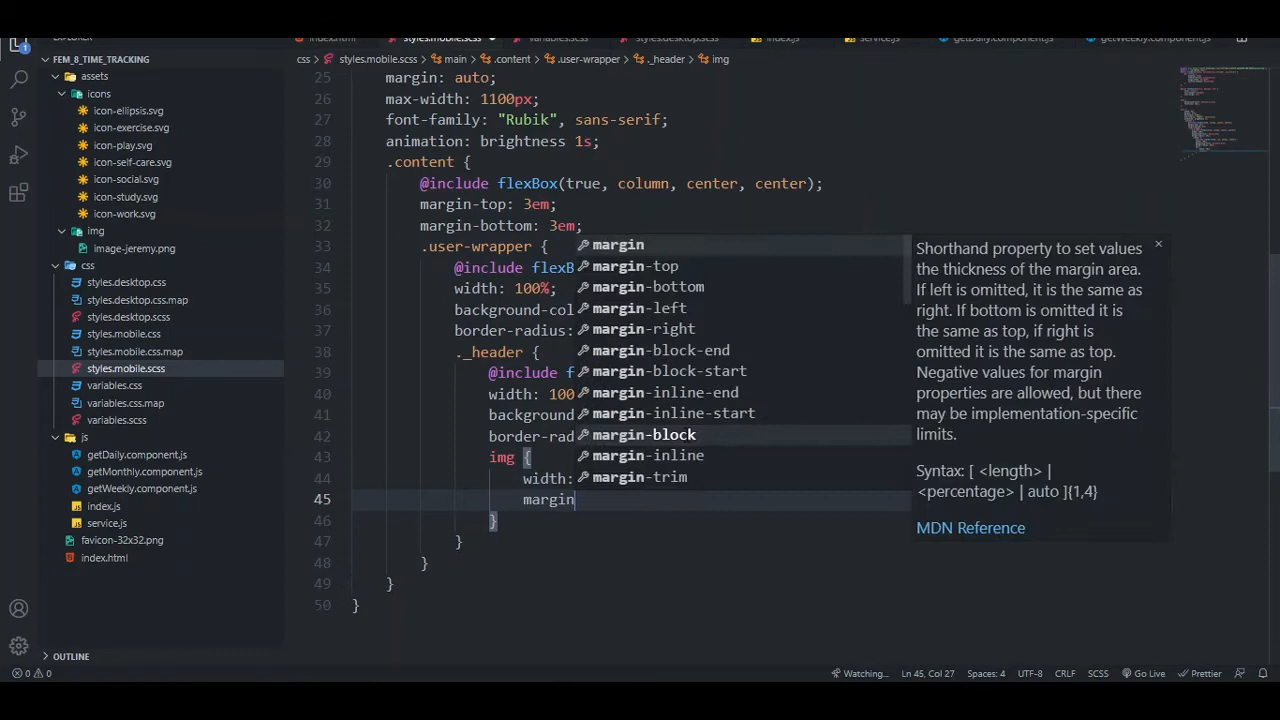 1
FEM_8_TIME_TRACKING
assets
icons
icon-ellipsis.svg
icon-exercise.svg
icon-play.svg
icon-self-care.svg
icon-social.svg
icon-study.svg
icon-work.svg
img
image-jeremy.png
css
styles.desktop.css
styles.desktop.css.map
styles.desktop.scss
styles.mobile.css
styles.mobile.css.map
styles.mobile.scss
variables.css
variables.css.map
variables.scss
js
getDaily.component.js
getMonthly.component.js
getWeekly.component.js
index.js
service.js
favicon-32x32.png
index.html
OUTLINE
css > styles.mobile.scss > main > .content > .user-wrapper > ._header > img
25 margin: auto;
26 max-width: 1100px;
27 font-family: "Rubik", sans-serif;
28 animation: brightness 1s;
29 .content {
30 @include flexBox(true, column, center, center);
31 margin-top: 3em;
32 margin-bottom: 3em;
33 .user-wrapper {
34 @include flexB
35 width: 100%;
36 background-col
37 border-radius:
38 ._header {
39 @include f
40 width: 100
41 background
42 border-rad
43 img {
44 width:
45 margin
46 }
47 }
48 }
49 }
50 }
margin
margin-top
margin-bottom
margin-left
margin-right
margin-block-end
margin-block-start
margin-inline-end
margin-inline-start
margin-block
margin-inline
margin-trim
Shorthand property to set values
the thickness of the margin area.
If left is omitted, it is the same as
right. If bottom is omitted it is
the same as top, if right is
omitted it is the same as top.
Negative values for margin
properties are allowed, but there
may be implementation-specific
limits.
Syntax: [ <length> |
<percentage> | auto ]{1,4}
MDN Reference
0 0 Watching... Ln 45, Col 27 Spaces: 4 UTF-8 CRLF SCSS Go Live Prettier